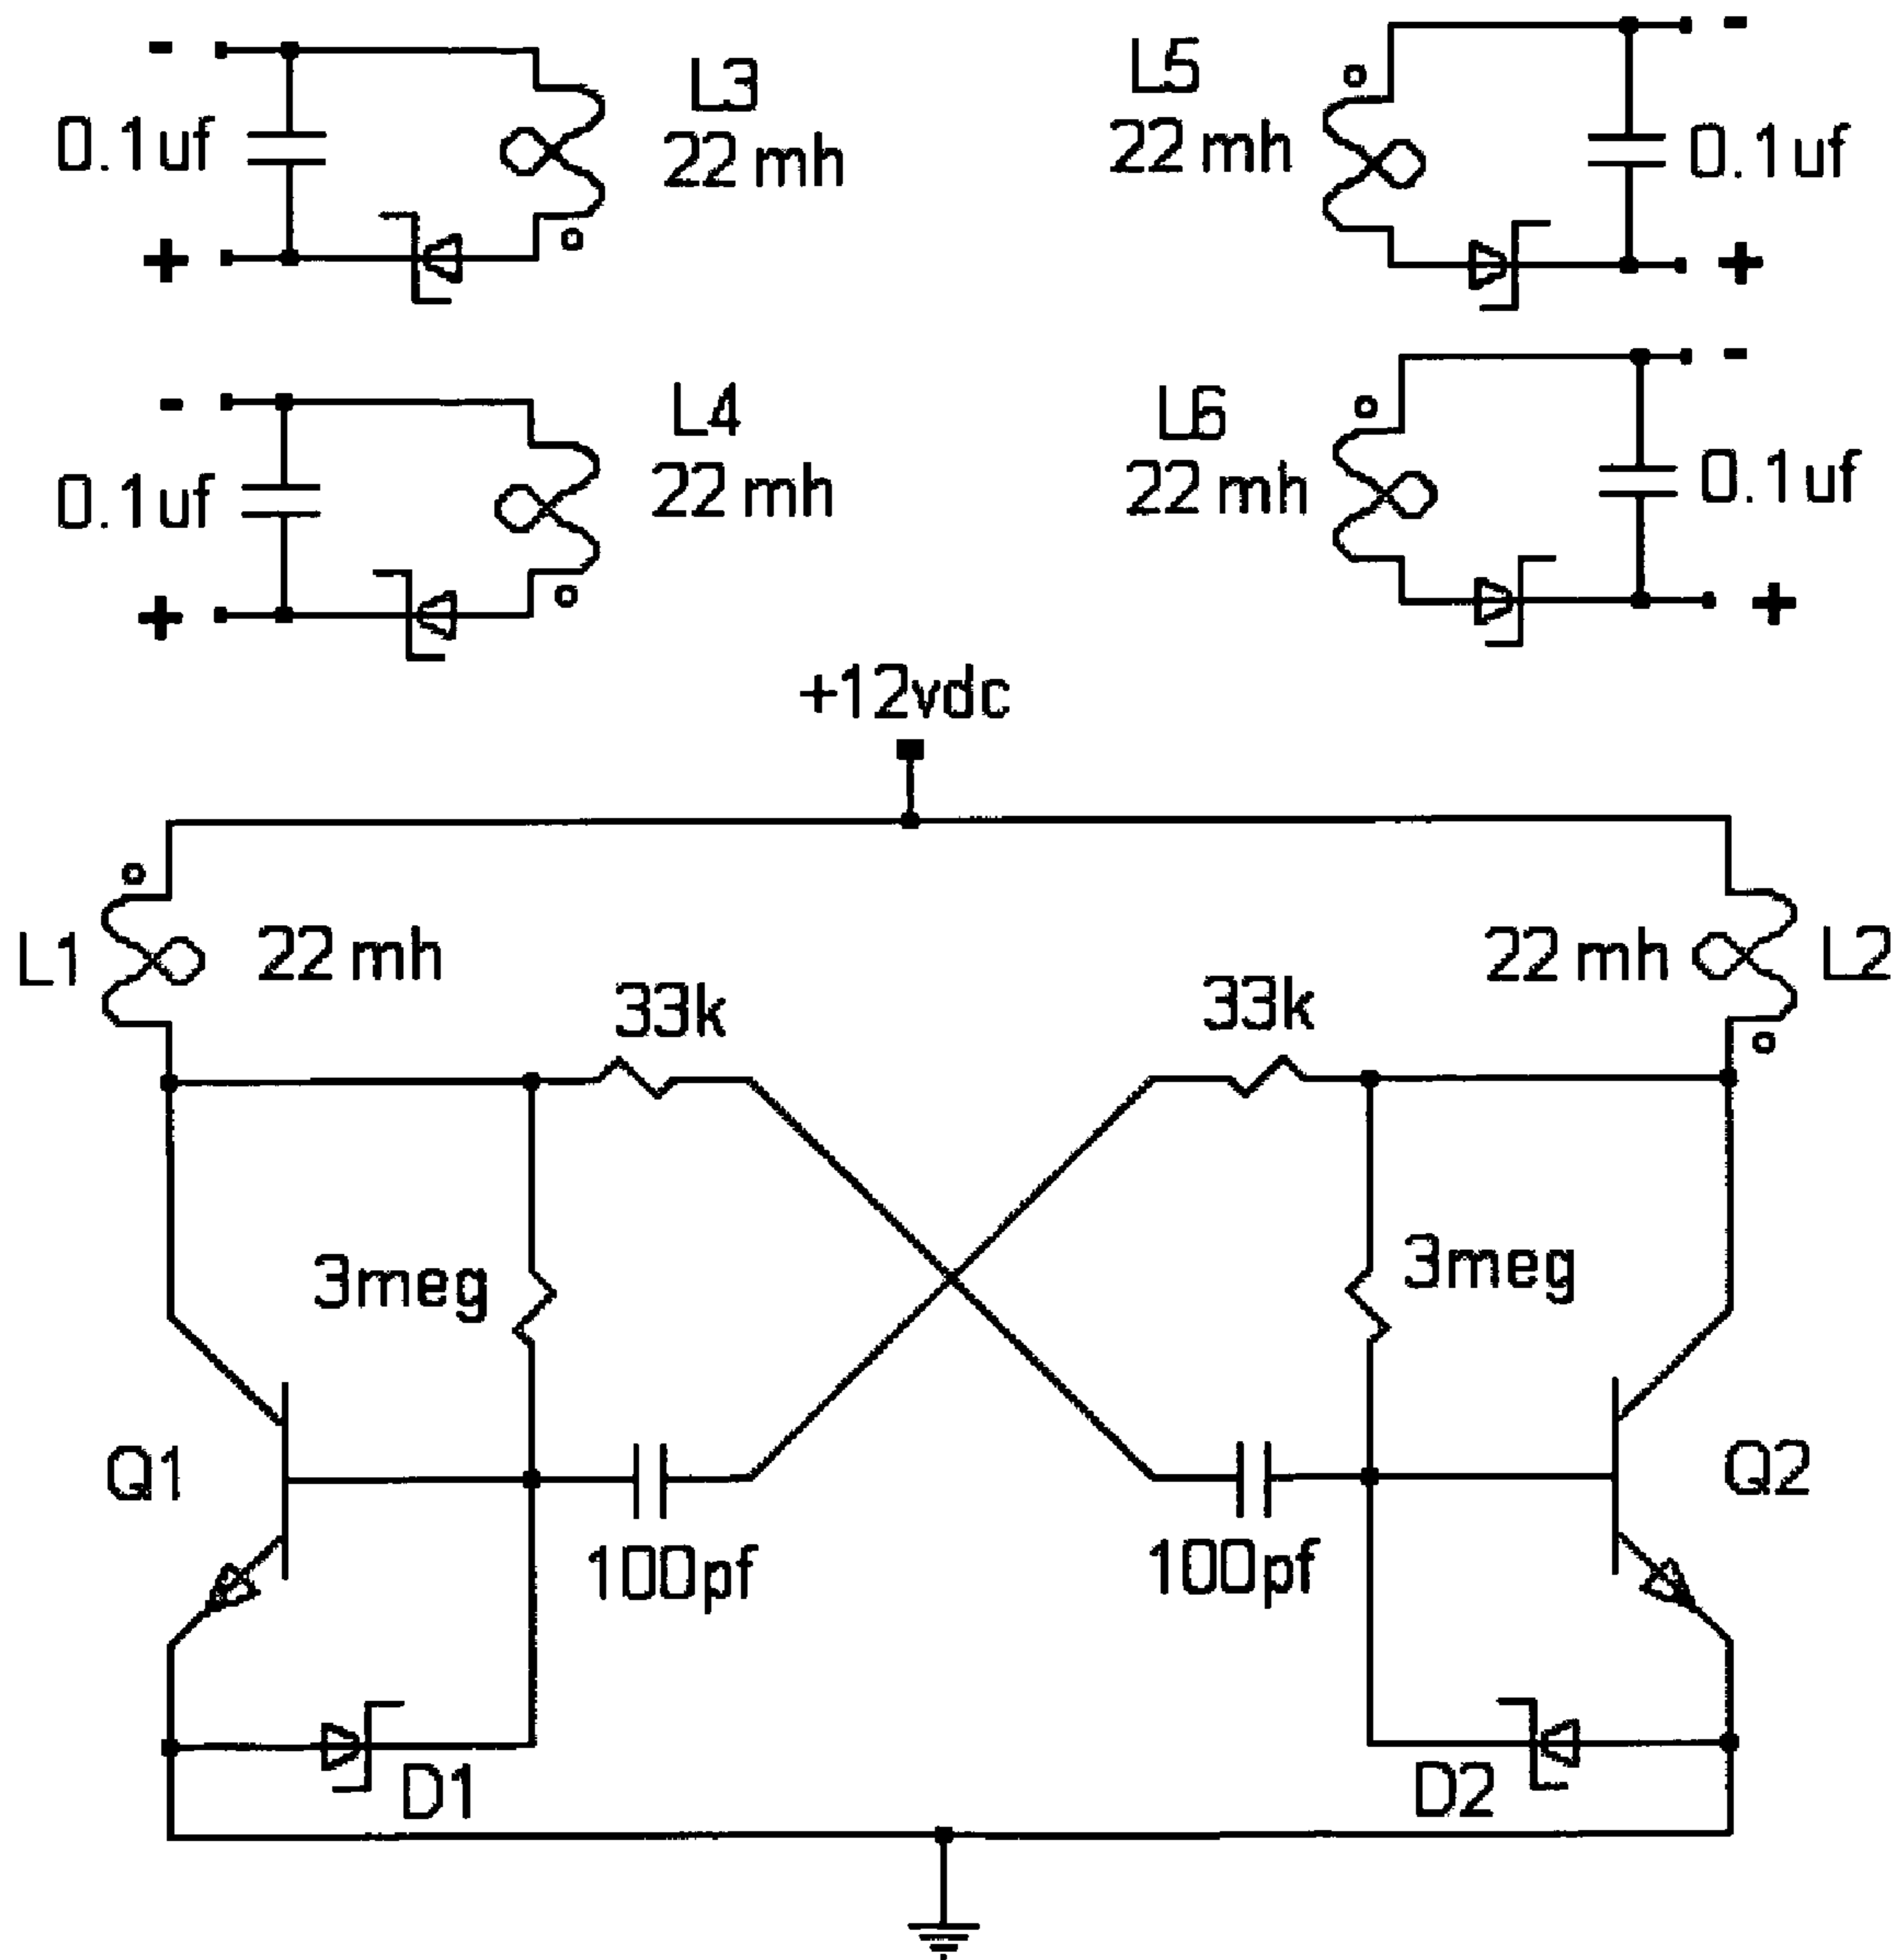 -
L3
22 mh
0.1uf
+
L5
22 mh
-
0.1uf
+
-
L4
22 mh
0.1uf
+
L6
22 mh
-
0.1uf
+
+12vdc
L1
22 mh
22 mh
L2
33k
33k
3meg
3meg
Q1
Q2
100pf
100pf
D1
D2